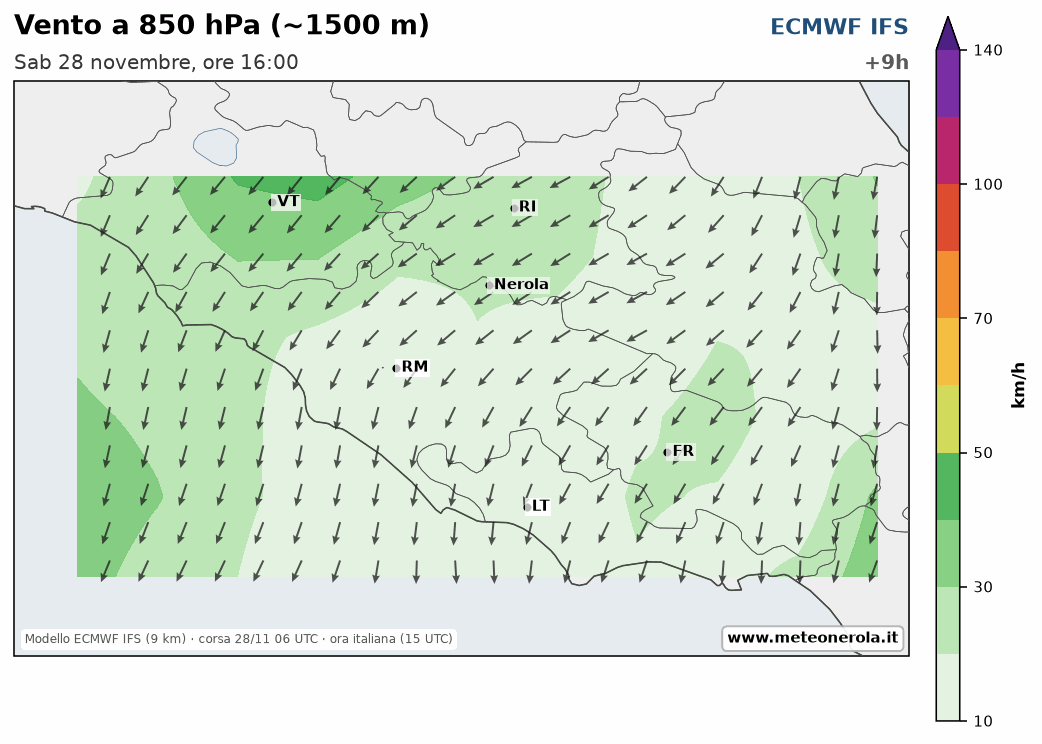 Vento a 850 hPa (~1500 m)
ECMWF IFS
Sab 28 novembre, ore 16:00
+9h
VT
RI
Nerola
RM
FR
LT
140
100
70
50
30
10
km/h
Modello ECMWF IFS (9 km) · corsa 28/11 06 UTC · ora italiana (15 UTC)
www.meteonerola.it